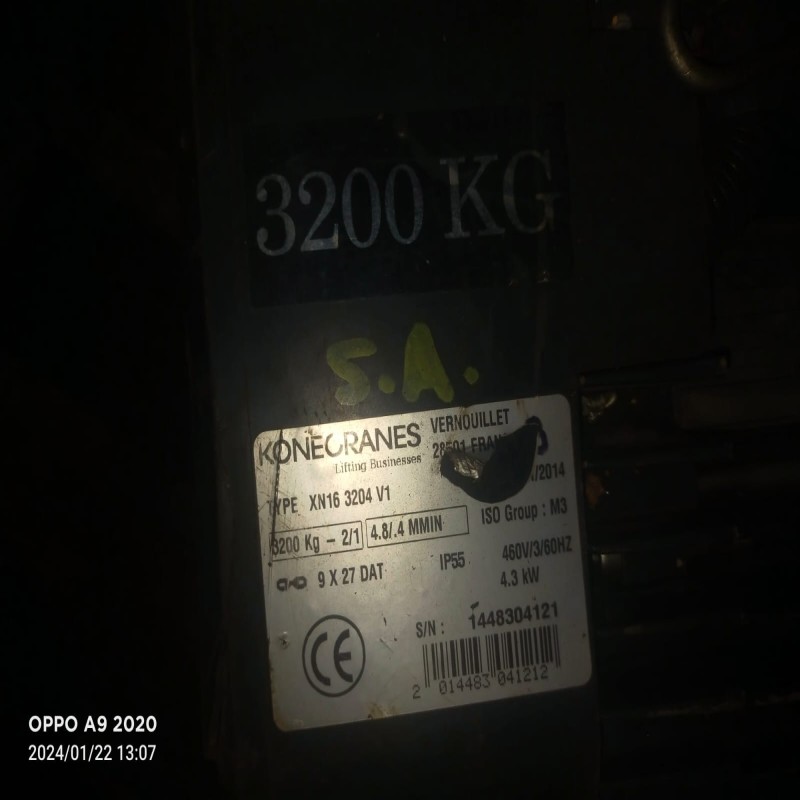 3200 KG
S.A.
KONECRANES
Lifting Businesses
VERNOUILLET
/2014
TYPE XN16 3204 V1
ISO Group : M3
3200 Kg - 2/1 4.8/.4 MMIN
9 X 27 DAT IP55 460V/3/60HZ
4.3 kW
S/N : 1448304121
CE
2 014483 041212
OPPO A9 2020
2024/01/22 13:07